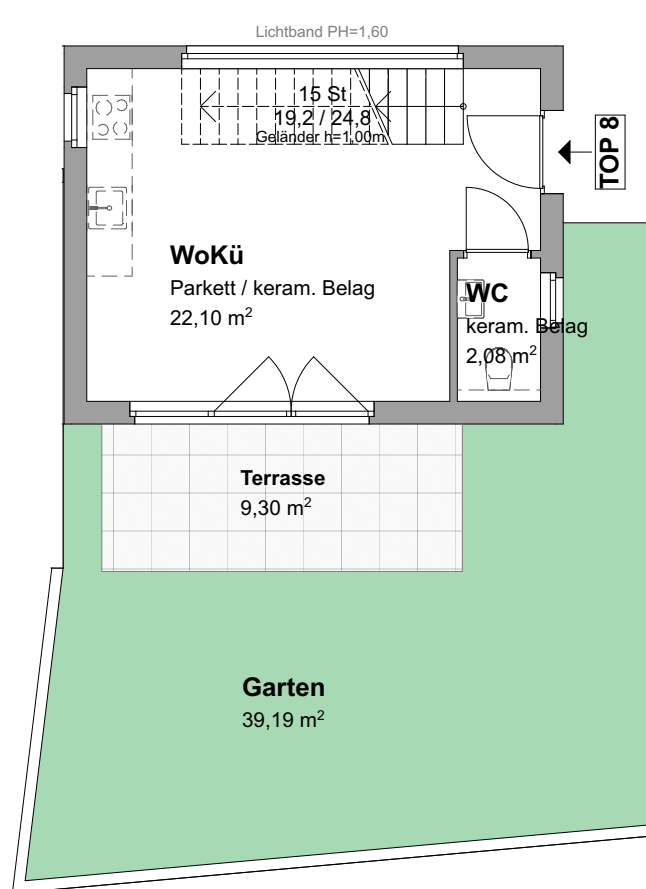 Lichtband PH=1,60
15 St
19,2 / 24,8
Geländer h=1,00m
TOP 8
WoKü
Parkett / keram. Belag
22,10 m²
WC
keram. Belag
2,08 m²
Terrasse
9,30 m²
Garten
39,19 m²